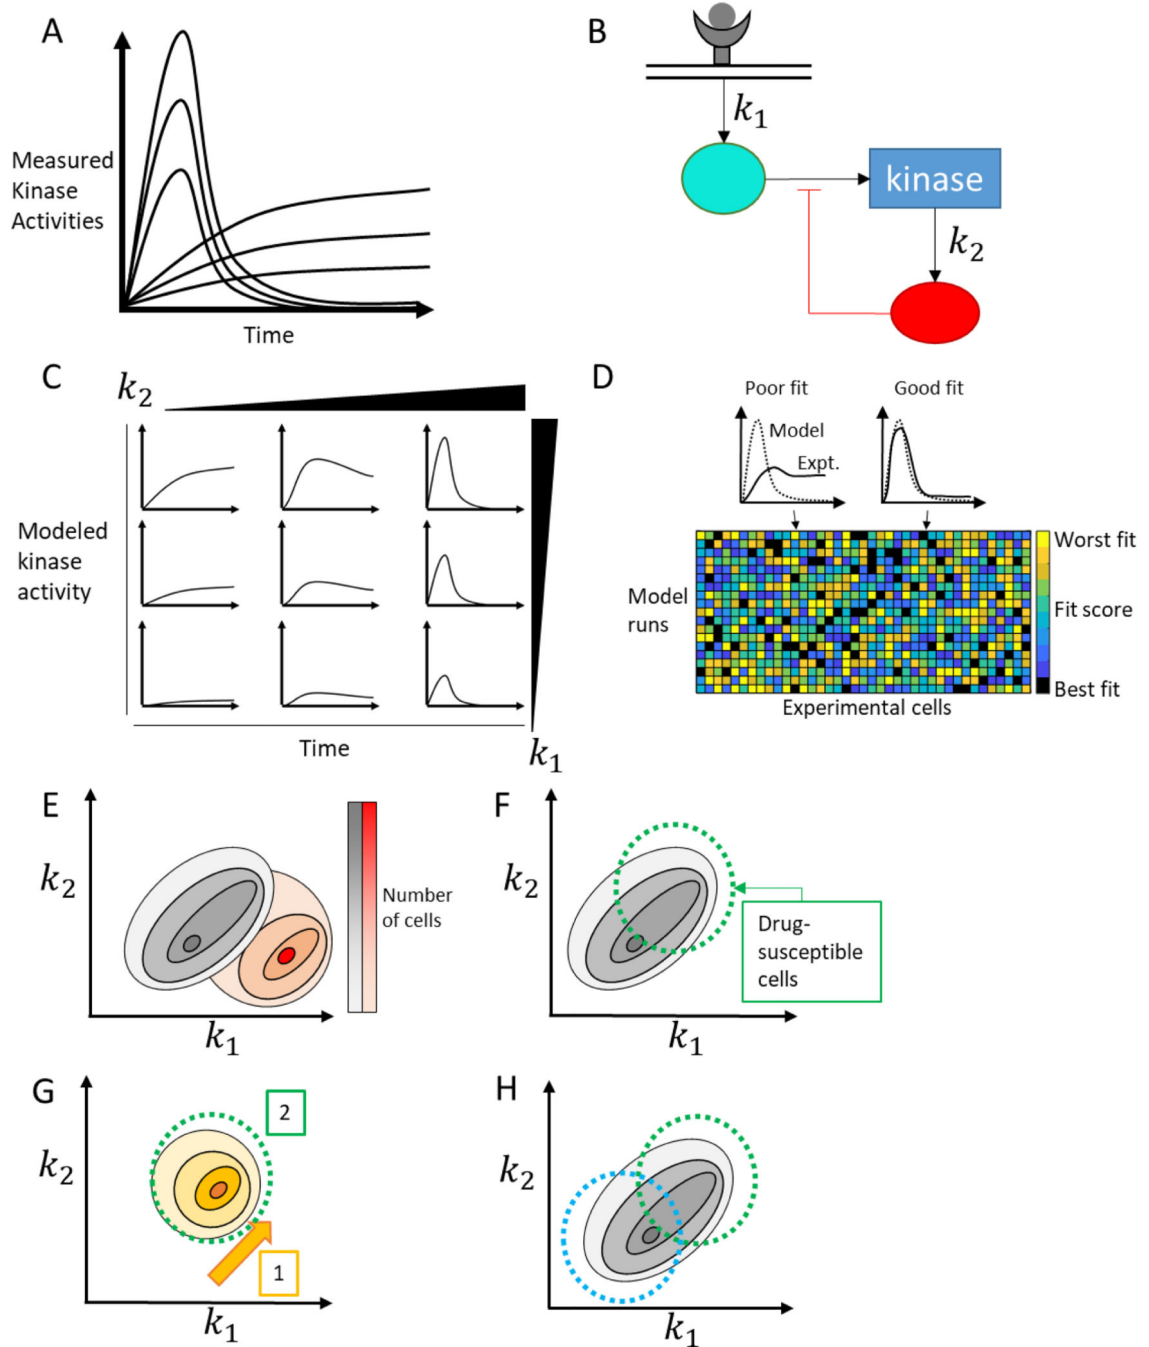 A
Measured
Kinase
Activities
Time
B
k1
kinase
k2
C
k2
Modeled
kinase
activity
Time
k1
D
Poor fit
Good fit
Model
Expt.
Model
runs
Worst fit
Fit score
Best fit
Experimental cells
E
k2
k1
Number
of cells
F
k2
k1
Drug-
susceptible
cells
G
k2
2
1
k1
H
k2
k1